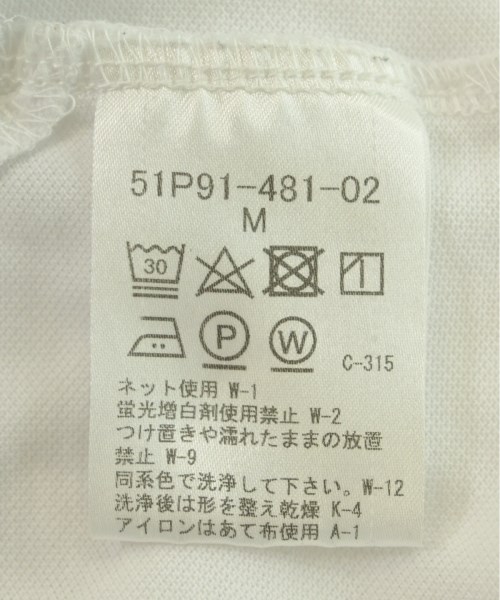 51P91-481-02
M
30
P
W
C-315
ネット使用 W-1
蛍光増白剤使用禁止 W-2
つけ置きや濡れたままの放置
禁止 W-9
同系色で洗浄して下さい。W-12
洗浄後は形を整え乾燥 K-4
アイロンはあて布使用 A-1